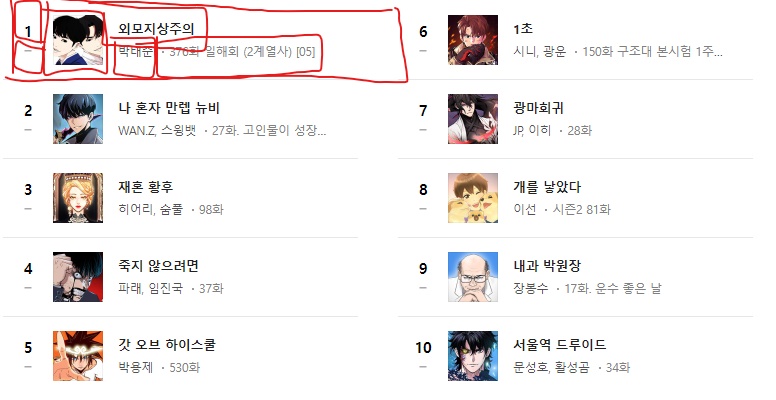 1
외모지상주의
박태준 · 376화 일해회 (2계열사) [05]
2
나 혼자 만렙 뉴비
WAN.Z, 스윙뱃 · 27화. 고인물이 성장...
3
재혼 황후
히어리, 숨풀 · 98화
4
죽지 않으려면
파래, 임진국 · 37화
5
갓 오브 하이스쿨
박용제 · 530화
6
1초
시니, 광운 · 150화 구조대 본시험 1주...
7
광마회귀
JP, 이히 · 28화
8
개를 낳았다
이선 · 시즌2 81화
9
내과 박원장
장봉수 · 17화. 운수 좋은 날
10
서울역 드루이드
문성호, 활성곰 · 34화